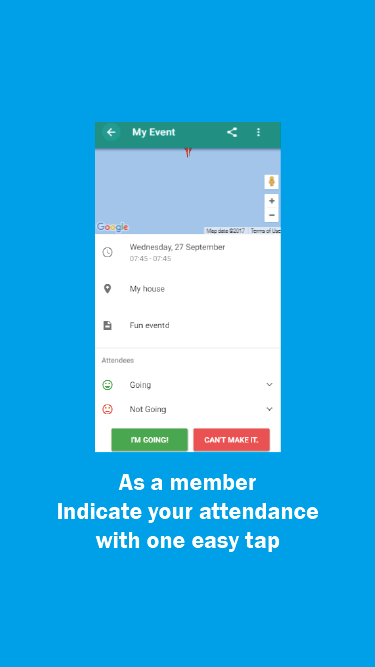 My Event
Google
Map data ©2017 Terms of Use
Wednesday, 27 September
07:45 - 07:45
My house
Fun eventd
Attendees
Going
Not Going
I'M GOING!
CAN'T MAKE IT.
As a member
Indicate your attendance
with one easy tap